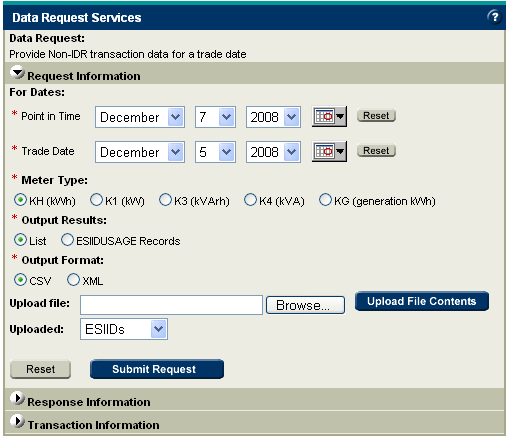 Data Request Services ?
Data Request:
Provide Non-IDR transaction data for a trade date
Request Information
For Dates:
* Point in Time December 7 2008 Reset
* Trade Date December 5 2008 Reset
* Meter Type:
KH (kWh) K1 (kW) K3 (kVArh) K4 (kVA) KG (generation kWh)
* Output Results:
List ESIIDUSAGE Records
* Output Format:
CSV XML
Upload file: Browse... Upload File Contents
Uploaded: ESIIDs
Reset Submit Request
Response Information
Transaction Information